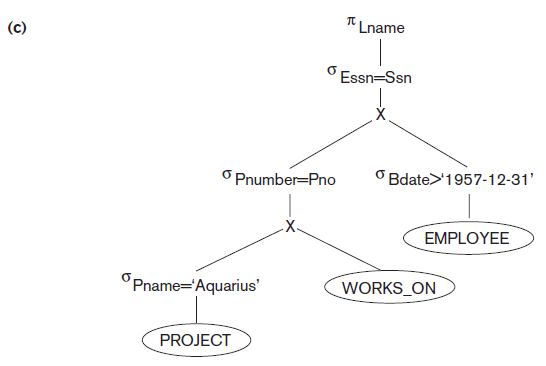 (c)
π Lname
σ Essn=Ssn
X
σ Pnumber=Pno
σ Bdate>‘1957-12-31’
X
EMPLOYEE
σ Pname=‘Aquarius’
WORKS_ON
PROJECT